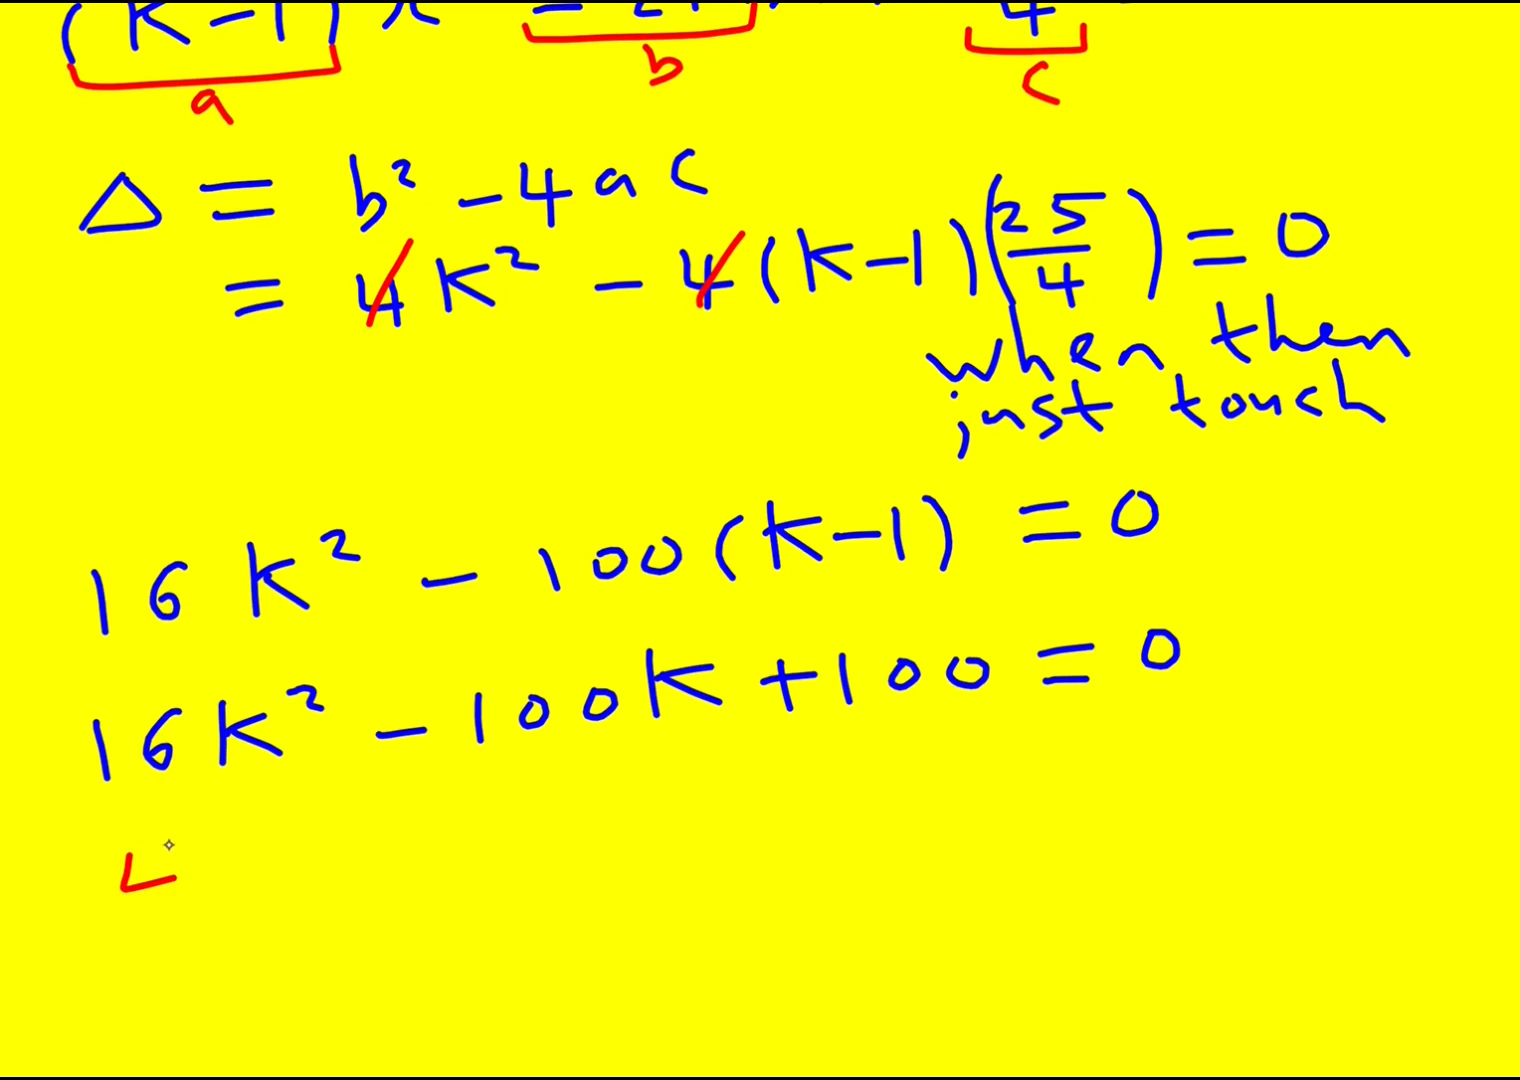 (k-1)
a b c
Δ = b² - 4ac
= 4k² - 4(k-1)(25/4) = 0
when then
just touch
16k² - 100(k-1) = 0
16k² - 100k + 100 = 0